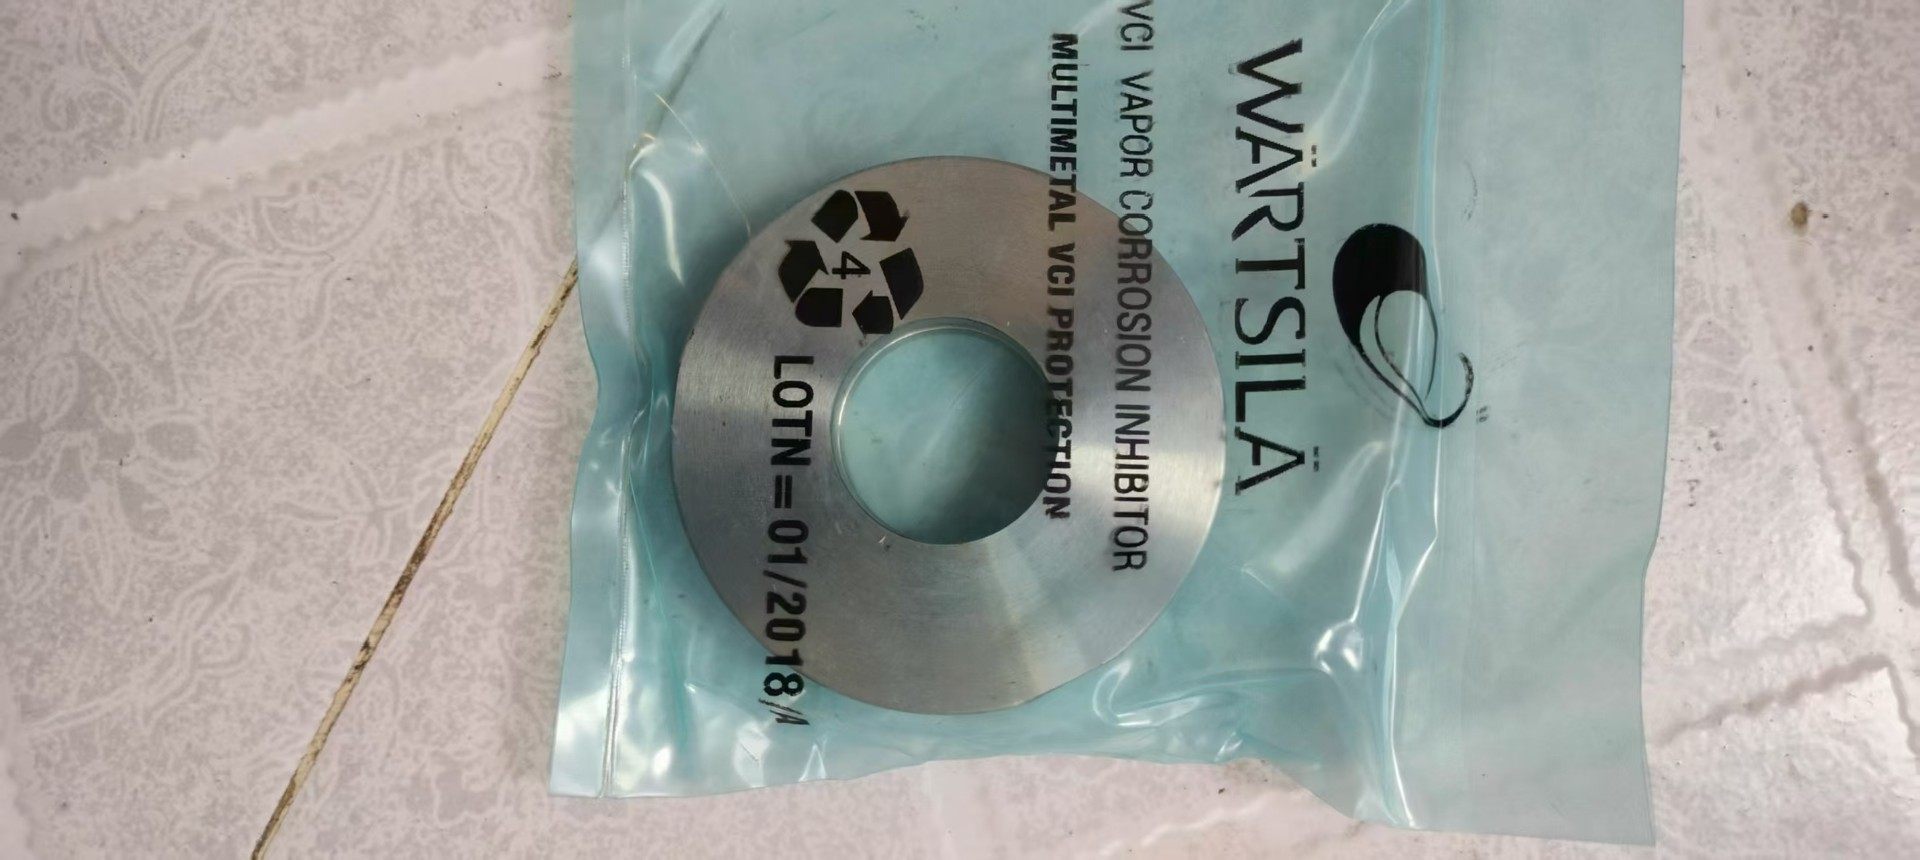 WÄRTSILÄ
VCI VAPOR CORROSION INHIBITOR
MULTIMETAL VCI PROTECTION
4
LOTN=01/2018/A